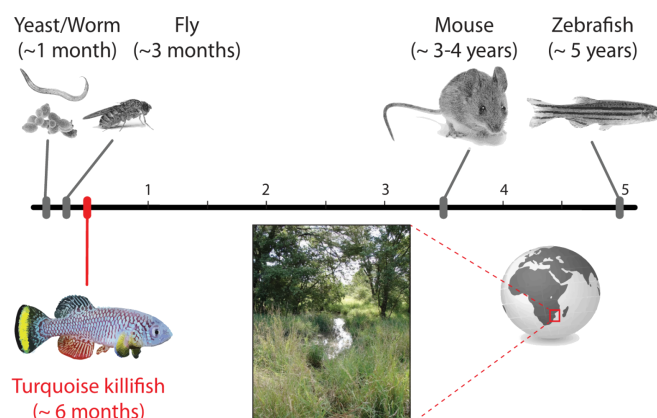 Yeast/Worm
(~1 month)
Fly
(~3 months)
Mouse
(~ 3-4 years)
Zebrafish
(~ 5 years)
1
2
3
4
5
Turquoise killifish
(~ 6 months)